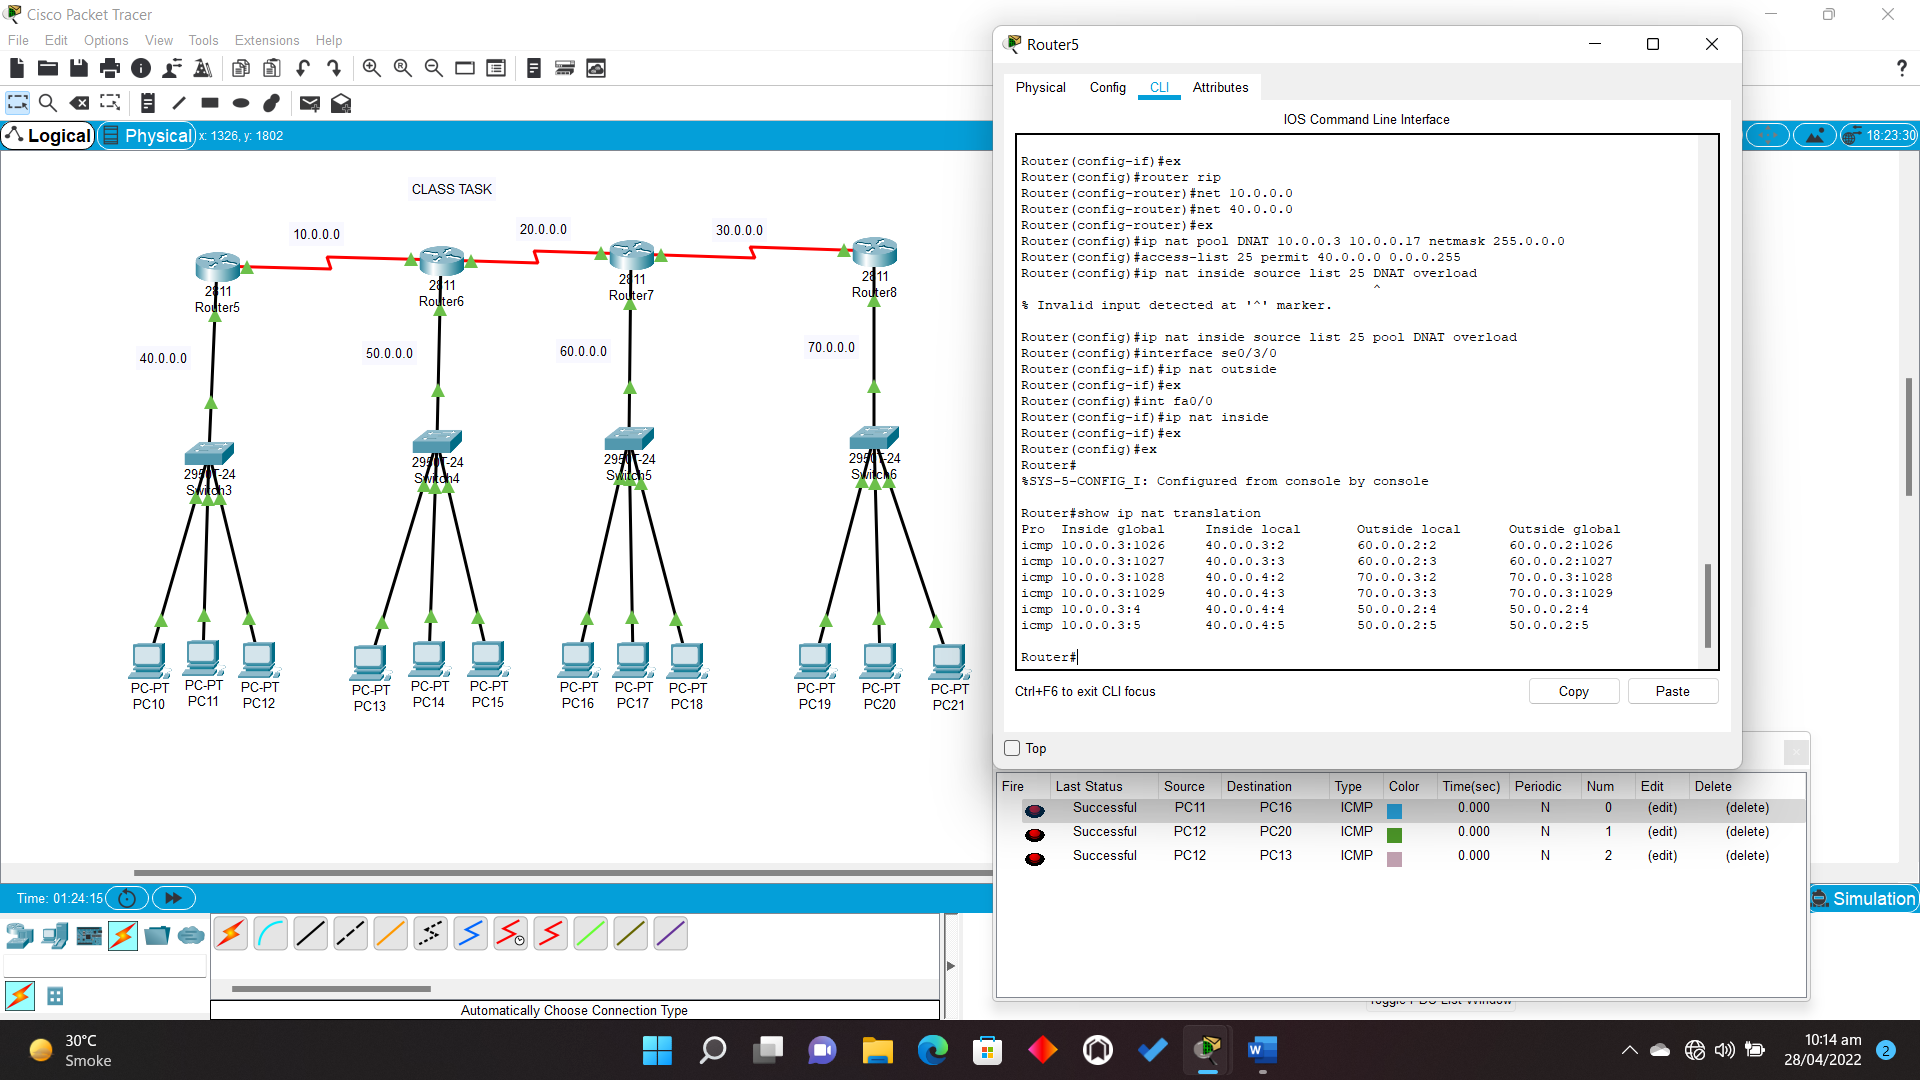 Cisco Packet Tracer
File Edit Options View Tools Extensions Help
Logical Physical x: 1326, y: 1802
18:23:30
CLASS TASK
10.0.0.0
20.0.0.0
30.0.0.0
2811
Router5
2811
Router6
2811
Router7
2811
Router8
40.0.0.0
50.0.0.0
60.0.0.0
70.0.0.0
2950T-24
Switch3
2950T-24
Switch4
2950T-24
Switch5
2950T-24
Switch6
PC-PT
PC10
PC-PT
PC11
PC-PT
PC12
PC-PT
PC13
PC-PT
PC14
PC-PT
PC15
PC-PT
PC16
PC-PT
PC17
PC-PT
PC18
PC-PT
PC19
PC-PT
PC20
PC-PT
PC21
Router5
Physical Config CLI Attributes
IOS Command Line Interface
Router(config-if)#ex
Router(config)#router rip
Router(config-router)#net 10.0.0.0
Router(config-router)#net 40.0.0.0
Router(config-router)#ex
Router(config)#ip nat pool DNAT 10.0.0.3 10.0.0.17 netmask 255.0.0.0
Router(config)#access-list 25 permit 40.0.0.0 0.0.0.255
Router(config)#ip nat inside source list 25 DNAT overload
^
% Invalid input detected at '^' marker.
Router(config)#ip nat inside source list 25 pool DNAT overload
Router(config)#interface se0/3/0
Router(config-if)#ip nat outside
Router(config-if)#ex
Router(config)#int fa0/0
Router(config-if)#ip nat inside
Router(config-if)#ex
Router(config)#ex
Router#
%SYS-5-CONFIG_I: Configured from console by console
Router#show ip nat translation
Pro Inside global Inside local Outside local Outside global
icmp 10.0.0.3:1026 40.0.0.3:2 60.0.0.2:2 60.0.0.2:1026
icmp 10.0.0.3:1027 40.0.0.3:3 60.0.0.2:3 60.0.0.2:1027
icmp 10.0.0.3:1028 40.0.0.4:2 70.0.0.3:2 70.0.0.3:1028
icmp 10.0.0.3:1029 40.0.0.4:3 70.0.0.3:3 70.0.0.3:1029
icmp 10.0.0.3:4 40.0.0.4:4 50.0.0.2:4 50.0.0.2:4
icmp 10.0.0.3:5 40.0.0.4:5 50.0.0.2:5 50.0.0.2:5
Router#
Ctrl+F6 to exit CLI focus
Copy Paste
Top
Fire Last Status Source Destination Type Color Time(sec) Periodic Num Edit Delete
Successful PC11 PC16 ICMP 0.000 N 0 (edit) (delete)
Successful PC12 PC20 ICMP 0.000 N 1 (edit) (delete)
Successful PC12 PC13 ICMP 0.000 N 2 (edit) (delete)
Toggle PDU List Window
Time: 01:24:15
Simulation
Automatically Choose Connection Type
30°C
Smoke
10:14 am
28/04/2022
2